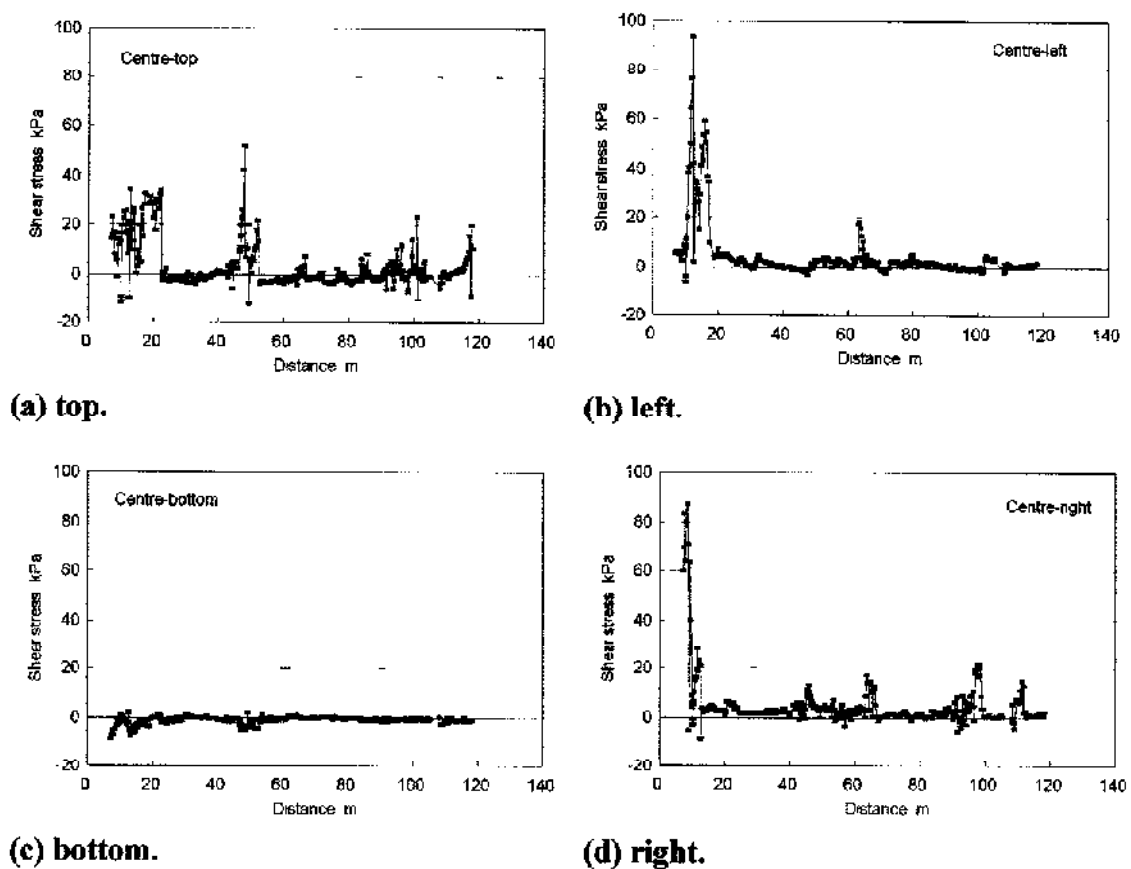 Centre-top
Shear stress kPa
100
80
60
40
20
0
-20
0 20 40 60 80 100 120 140
Distance m
(a) top.
Centre-left
Shear stress kPa
100
80
60
40
20
0
-20
0 20 40 60 80 100 120 140
Distance m
(b) left.
Centre-bottom
Shear stress kPa
100
80
60
40
20
0
-20
0 20 40 60 80 100 120 140
Distance m
(c) bottom.
Centre-right
Shear stress kPa
100
80
60
40
20
0
-20
0 20 40 60 80 100 120 140
Distance m
(d) right.